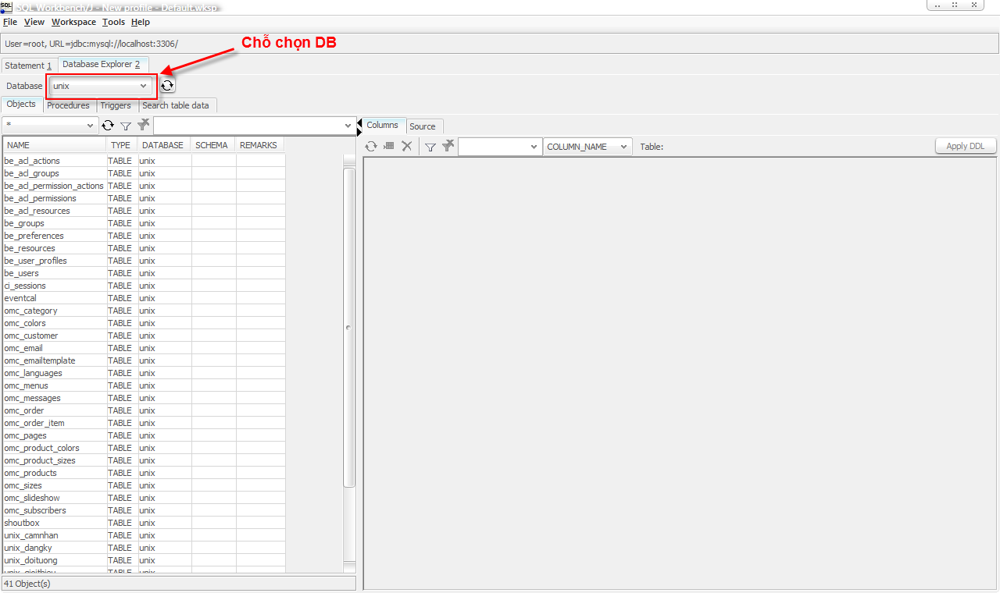 SQL Workbench/J - New profile - Default.wksp
File View Workspace Tools Help
User=root, URL=jdbc:mysql://localhost:3306/
Chỗ chọn DB
Statement 1 Database Explorer 2
Database unix
Objects Procedures Triggers Search table data
*
Columns Source
COLUMN_NAME Table: Apply DDL
NAME TYPE DATABASE SCHEMA REMARKS
be_acl_actions TABLE unix
be_acl_groups TABLE unix
be_acl_permission_actions TABLE unix
be_acl_permissions TABLE unix
be_acl_resources TABLE unix
be_groups TABLE unix
be_preferences TABLE unix
be_resources TABLE unix
be_user_profiles TABLE unix
be_users TABLE unix
ci_sessions TABLE unix
eventcal TABLE unix
omc_category TABLE unix
omc_colors TABLE unix
omc_customer TABLE unix
omc_email TABLE unix
omc_emailtemplate TABLE unix
omc_languages TABLE unix
omc_menus TABLE unix
omc_messages TABLE unix
omc_order TABLE unix
omc_order_item TABLE unix
omc_pages TABLE unix
omc_product_colors TABLE unix
omc_product_sizes TABLE unix
omc_products TABLE unix
omc_sizes TABLE unix
omc_slideshow TABLE unix
omc_subscribers TABLE unix
shoutbox TABLE unix
unix_camnhan TABLE unix
unix_dangky TABLE unix
unix_doituong TABLE unix
unix_gioithieu TABLE unix
41 Object(s)